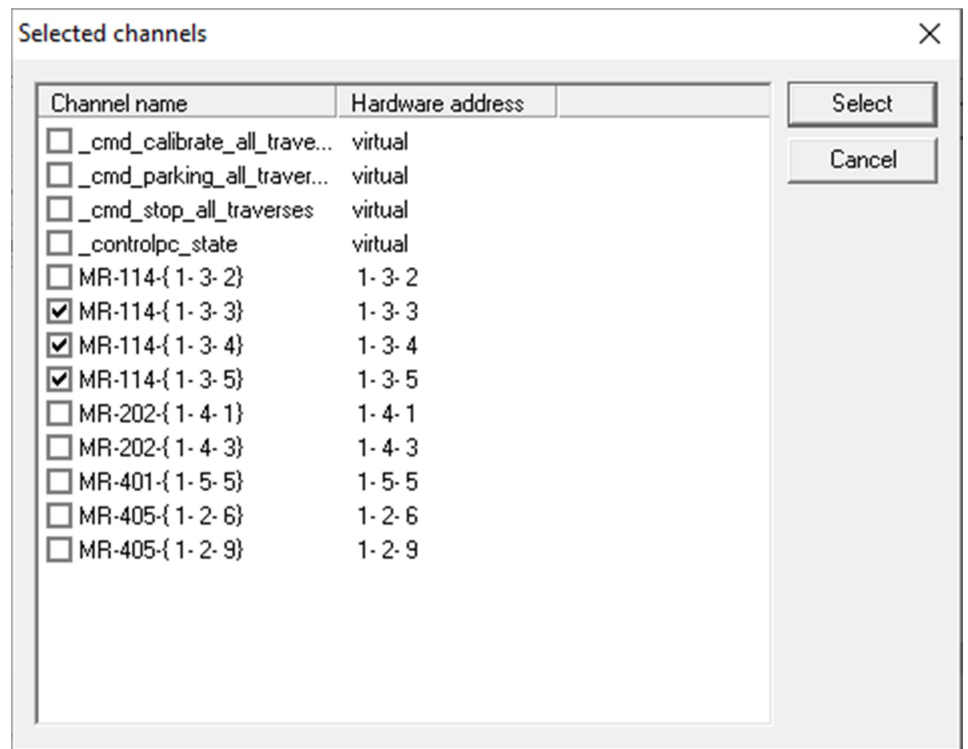 Selected channels
Channel name Hardware address
_cmd_calibrate_all_trave... virtual
_cmd_parking_all_traver... virtual
_cmd_stop_all_traverses virtual
_controlpc_state virtual
MR-114-{ 1- 3- 2} 1- 3- 2
MR-114-{ 1- 3- 3} 1- 3- 3
MR-114-{ 1- 3- 4} 1- 3- 4
MR-114-{ 1- 3- 5} 1- 3- 5
MR-202-{ 1- 4- 1} 1- 4- 1
MR-202-{ 1- 4- 3} 1- 4- 3
MR-401-{ 1- 5- 5} 1- 5- 5
MR-405-{ 1- 2- 6} 1- 2- 6
MR-405-{ 1- 2- 9} 1- 2- 9
Select
Cancel